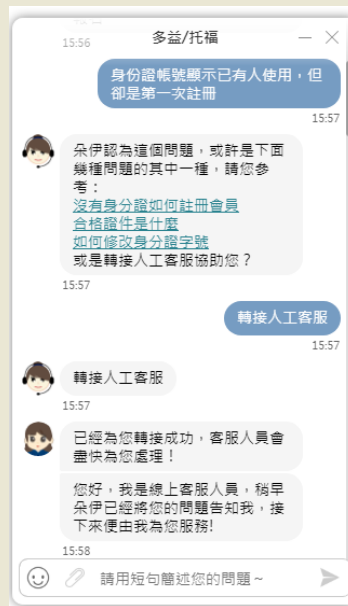 15:56
多益/托福
身份證帳號顯示已有人使用，但
卻是第一次註冊
15:57
朵伊認為這個問題，或許是下面
幾種問題的其中一種，請您參
考：
沒有身分證如何註冊會員
合格證件是什麼
如何修改身分證字號
或是轉接人工客服協助您？
15:57
轉接人工客服
15:57
轉接人工客服
15:57
已經為您轉接成功，客服人員會
盡快為您處理！
您好，我是線上客服人員，稍早
朵伊已經將您的問題告知我，接
下來便由我為您服務!
15:58
請用短句簡述您的問題~